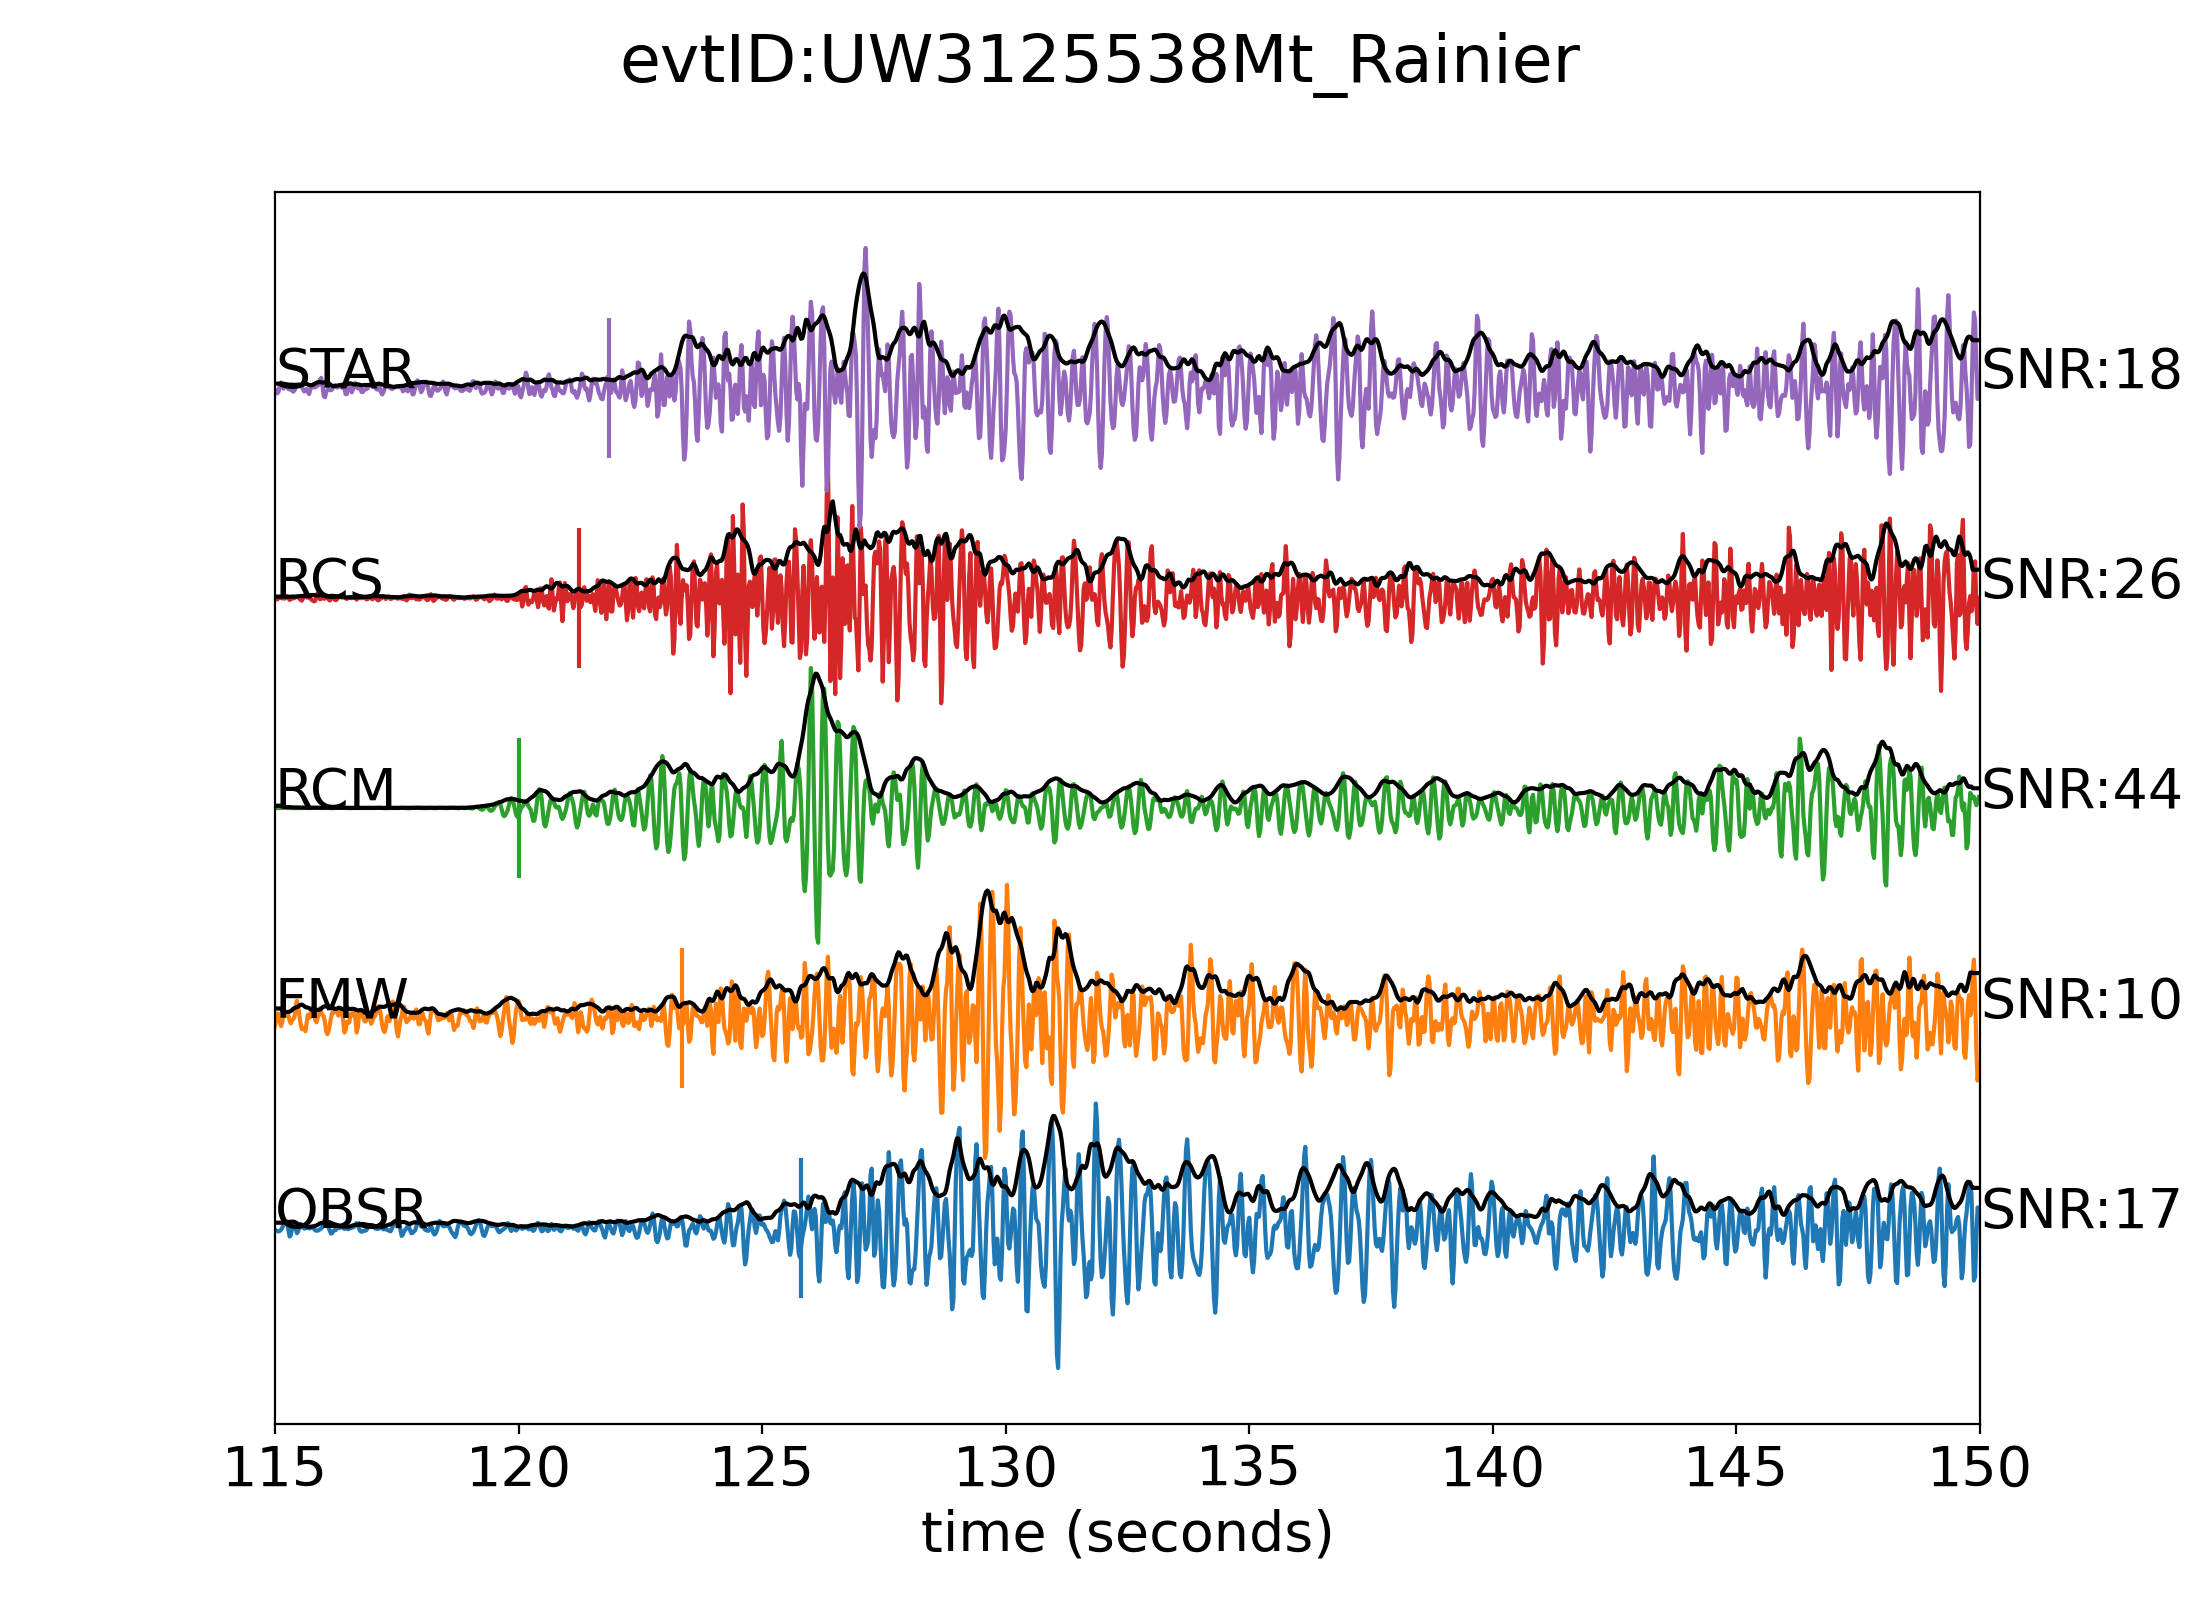 evtID:UW3125538Mt_Rainier
STAR SNR:18
RCS SNR:26
RCM SNR:44
FMW SNR:10
OBSR SNR:17
115 120 125 130 135 140 145 150
time (seconds)